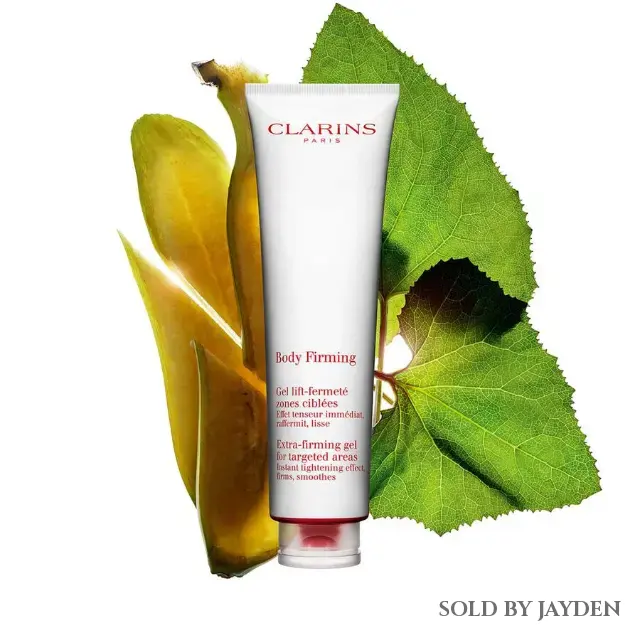 CLARINS
PARIS
Body Firming
Gel lift-fermeté
zones ciblées
Effet tenseur immédiat,
raffermit, lisse
Extra-firming gel
for targeted areas
Instant tightening effect,
firms, smoothes
SOLD BY JAYDEN